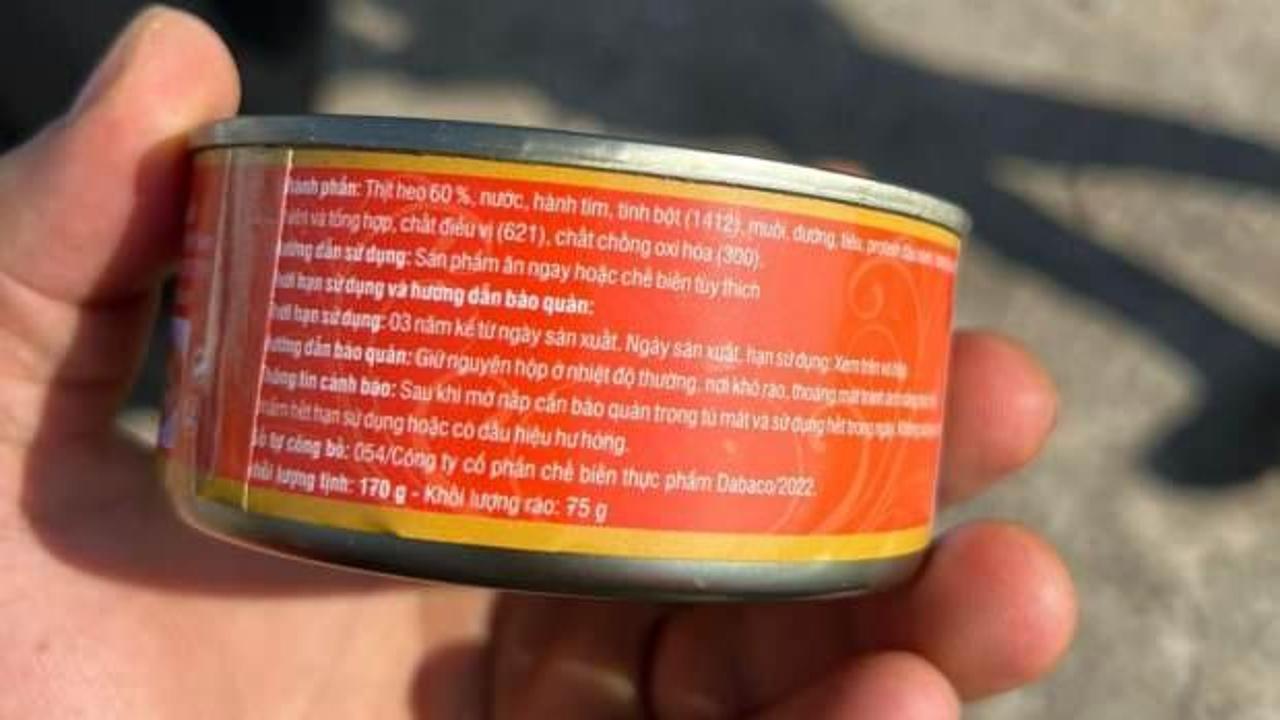 hành phần: Thịt heo 60 %, nước, hành tím, tinh bột (1412), muối, đường, tiêu, protein
và tổng hợp, chất điều vị (621), chất chống oxi hóa (300).
dẫn sử dụng: Sản phẩm ăn ngay hoặc chế biến tùy thích
hạn sử dụng và hướng dẫn bảo quản:
hạn sử dụng: 03 năm kể từ ngày sản xuất. Ngày sản xuất, hạn sử dụng: Xem trên
dẫn bảo quản: Giữ nguyên hộp ở nhiệt độ thường, nơi khô ráo, thoáng mát tránh ánh
tin cảnh báo: Sau khi mở nắp cần bảo quản trong tủ mát và sử dụng hết trong ngày,
hết hạn sử dụng hoặc có dấu hiệu hư hỏng.
tự công bố: 054/Công ty cổ phần chế biến thực phẩm Dabaco/2022.
lượng tịnh: 170 g - Khối lượng ráo: 75 g